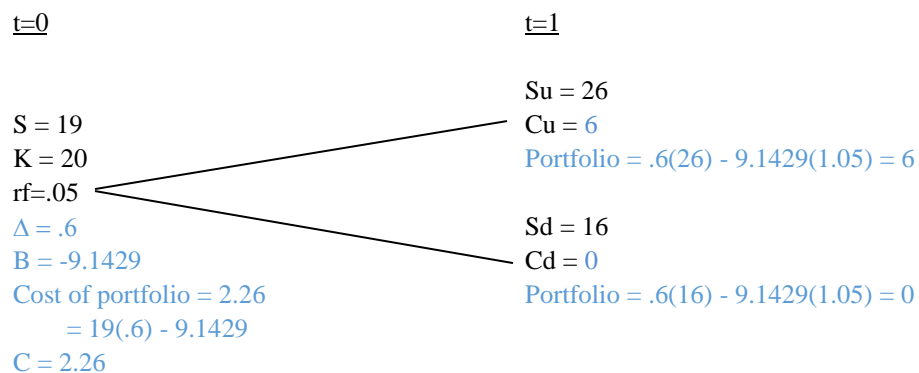 t=0
S = 19
K = 20
rf=.05
Δ = .6
B = -9.1429
Cost of portfolio = 2.26
= 19(.6) - 9.1429
C = 2.26
t=1
Su = 26
Cu = 6
Portfolio = .6(26) - 9.1429(1.05) = 6
Sd = 16
Cd = 0
Portfolio = .6(16) - 9.1429(1.05) = 0